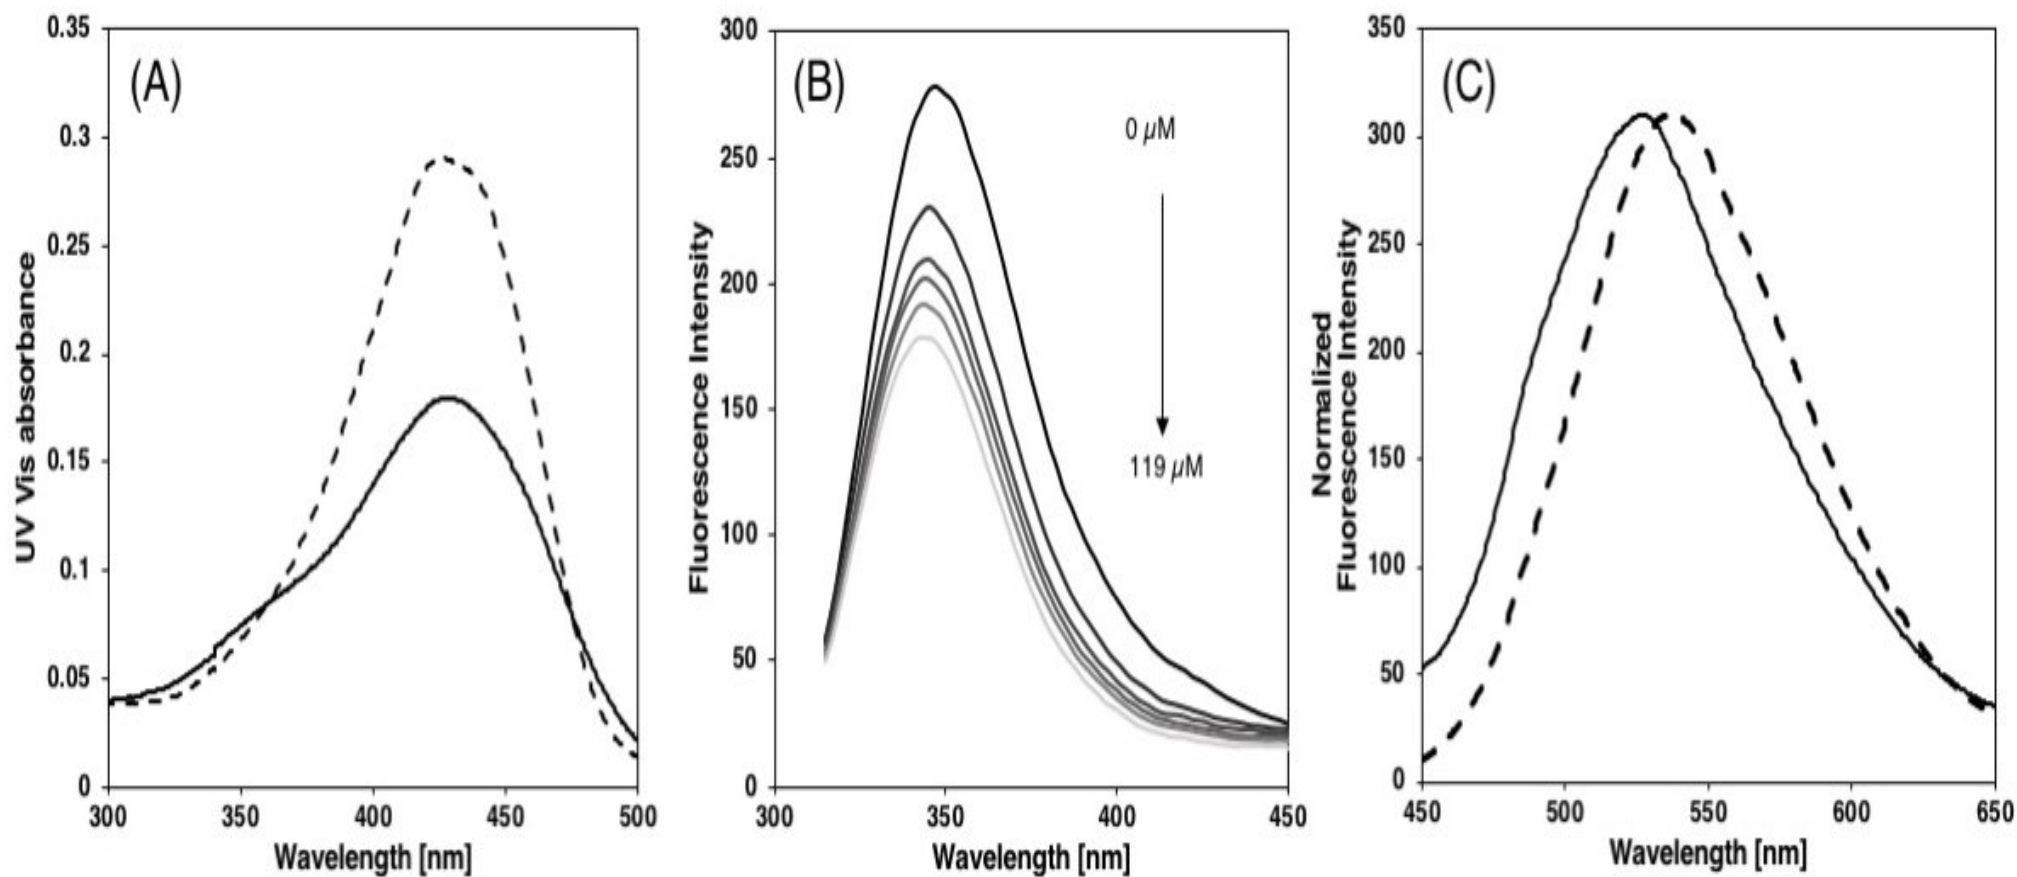 (A)
UV Vis absorbance
0.35
0.3
0.25
0.2
0.15
0.1
0.05
0
300 350 400 450 500
Wavelength [nm]
(B)
Fluorescence Intensity
300
250
200
150
100
50
0
0 µM
119 µM
300 350 400 450
Wavelength [nm]
(C)
Normalized
Fluorescence Intensity
350
300
250
200
150
100
50
0
450 500 550 600 650
Wavelength [nm]